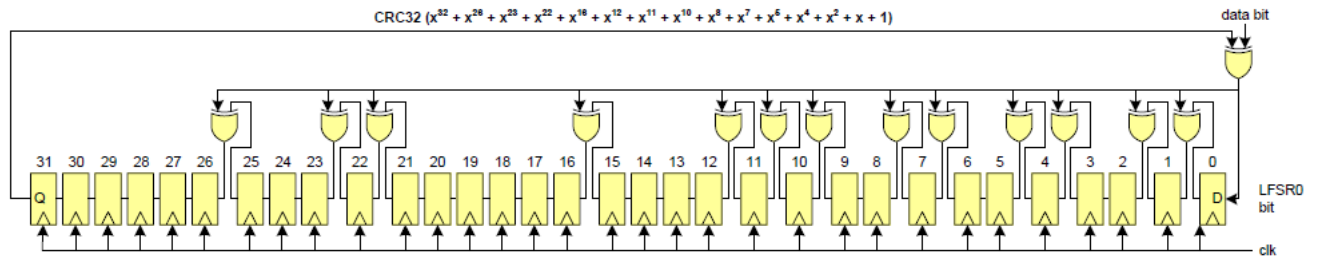 CRC32 (x³² + x²⁶ + x²³ + x²² + x¹⁶ + x¹² + x¹¹ + x¹⁰ + x⁸ + x⁷ + x⁵ + x⁴ + x² + x + 1)
data bit
31 30 29 28 27 26 25 24 23 22 21 20 19 18 17 16 15 14 13 12 11 10 9 8 7 6 5 4 3 2 1 0
Q D
LFSR0
bit
clk